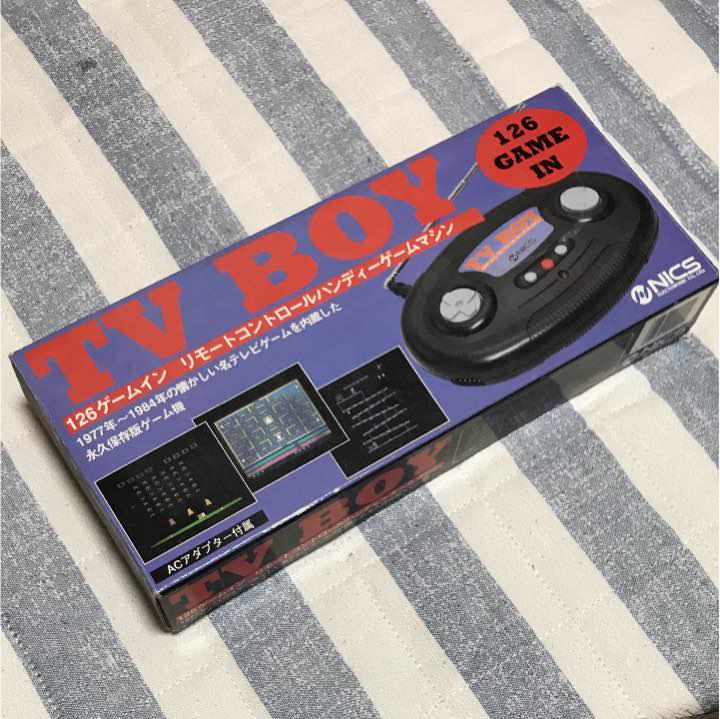 126
GAME
IN
TV BOY
126ゲームイン リモートコントロールハンディーゲームマシン
1977年〜1984年の懐かしい名テレビゲームを内蔵した
永久保存版ゲーム機
TV BOY
NICS
NICS
ACアダプター付属
TV BOY